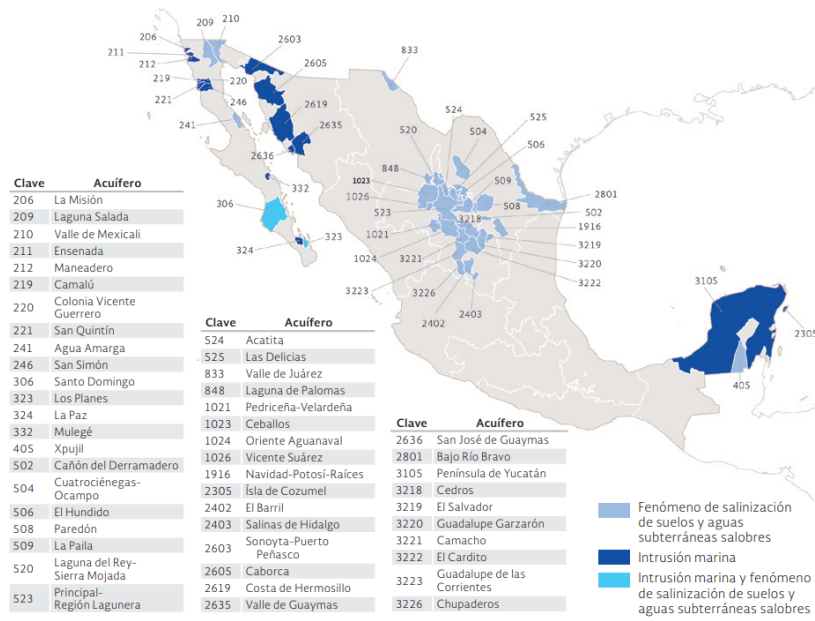 209
210
206
2603
211
833
212
2605
219
220
524
525
221
246
2619
520
504
241
2635
506
2636
848
509
1023
332
1026
2801
306
523
508
3218
502
1916
1021
3219
324
323
1024
3221
3220
3223
3226
3222
2402
2403
3105
2305
405
Clave Acuífero
206 La Misión
209 Laguna Salada
210 Valle de Mexicali
211 Ensenada
212 Maneadero
219 Camalú
220 Colonia Vicente
Guerrero
221 San Quintín
241 Agua Amarga
246 San Simón
306 Santo Domingo
323 Los Planes
324 La Paz
332 Mulegé
405 Xpujil
502 Cañón del Derramadero
504 Cuatrociénegas-
Ocampo
506 El Hundido
508 Paredón
509 La Paila
520 Laguna del Rey-
Sierra Mojada
523 Principal-
Región Lagunera
Clave Acuífero
524 Acatita
525 Las Delicias
833 Valle de Juárez
848 Laguna de Palomas
1021 Pedriceña-Velardeña
1023 Ceballos
1024 Oriente Aguanaval
1026 Vicente Suárez
1916 Navidad-Potosí-Raíces
2305 Ísla de Cozumel
2402 El Barril
2403 Salinas de Hidalgo
2603 Sonoyta-Puerto
Peñasco
2605 Caborca
2619 Costa de Hermosillo
2635 Valle de Guaymas
Clave Acuífero
2636 San José de Guaymas
2801 Bajo Río Bravo
3105 Península de Yucatán
3218 Cedros
3219 El Salvador
3220 Guadalupe Garzarón
3221 Camacho
3222 El Cardito
3223 Guadalupe de las
Corrientes
3226 Chupaderos
Fenómeno de salinización
de suelos y aguas
subterráneas salobres
Intrusión marina
Intrusión marina y fenómeno
de salinización de suelos y
aguas subterráneas salobres